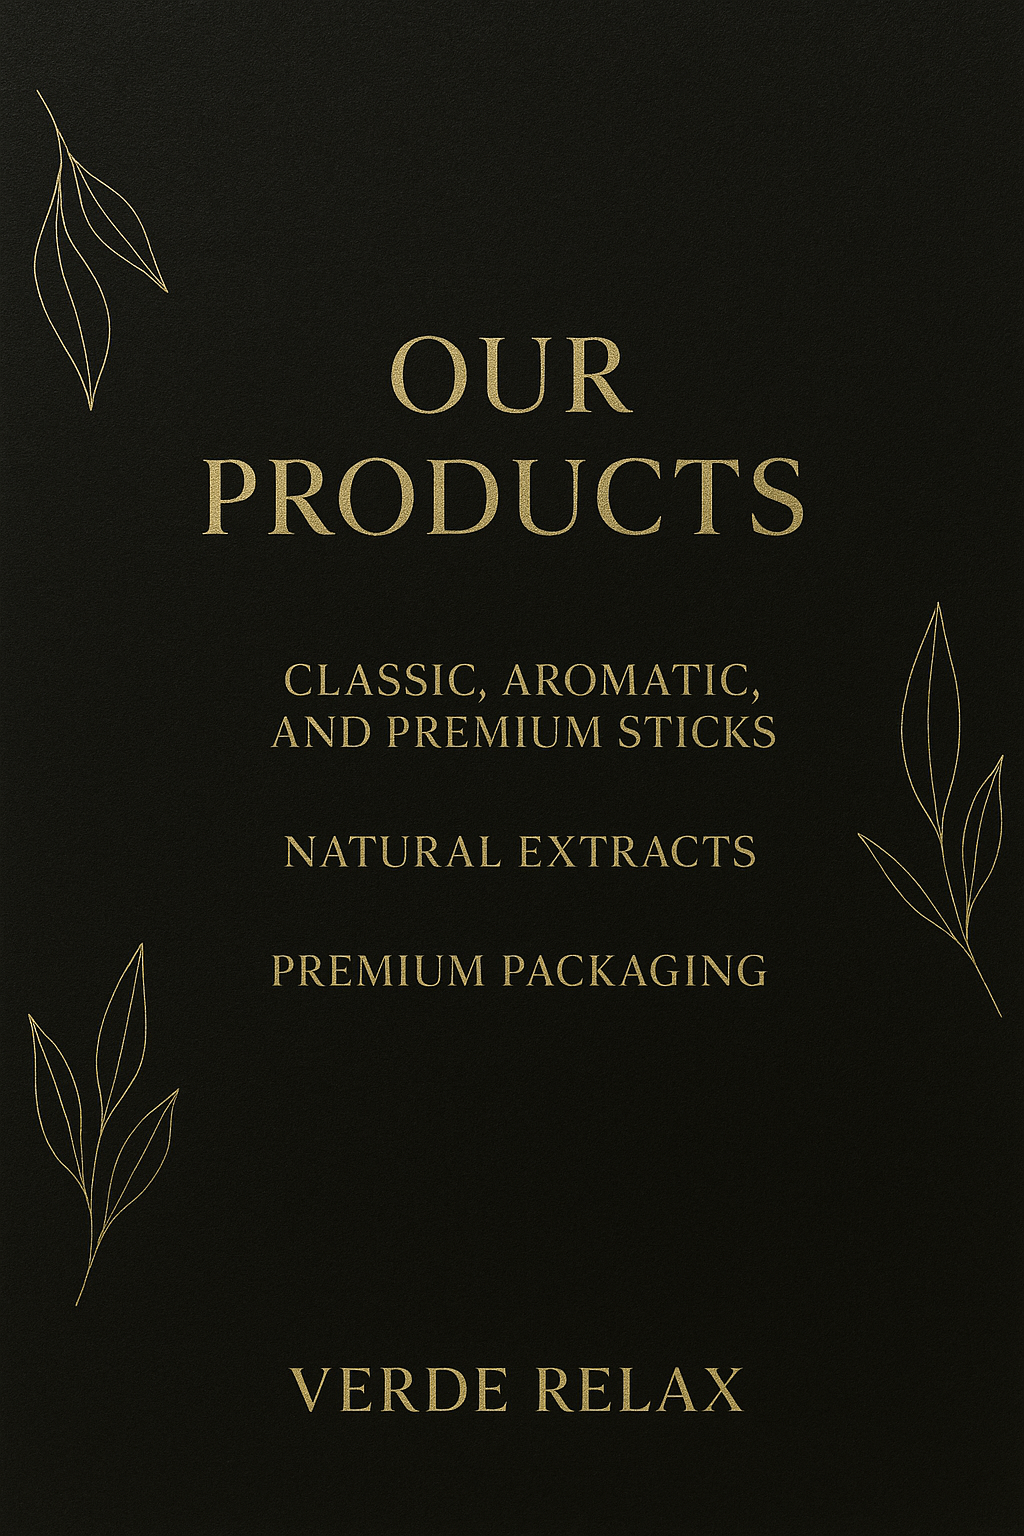 OUR
PRODUCTS
CLASSIC, AROMATIC,
AND PREMIUM STICKS
NATURAL EXTRACTS
PREMIUM PACKAGING
VERDE RELAX